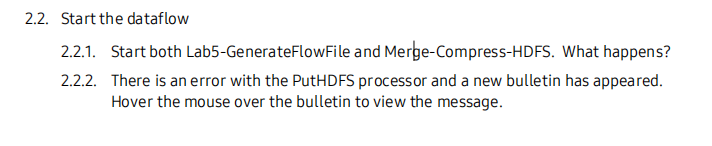 2.2. Start the dataflow
2.2.1. Start both Lab5-GenerateFlowFile and Merge-Compress-HDFS. What happens?
2.2.2. There is an error with the PutHDFS processor and a new bulletin has appeared.
Hover the mouse over the bulletin to view the message.